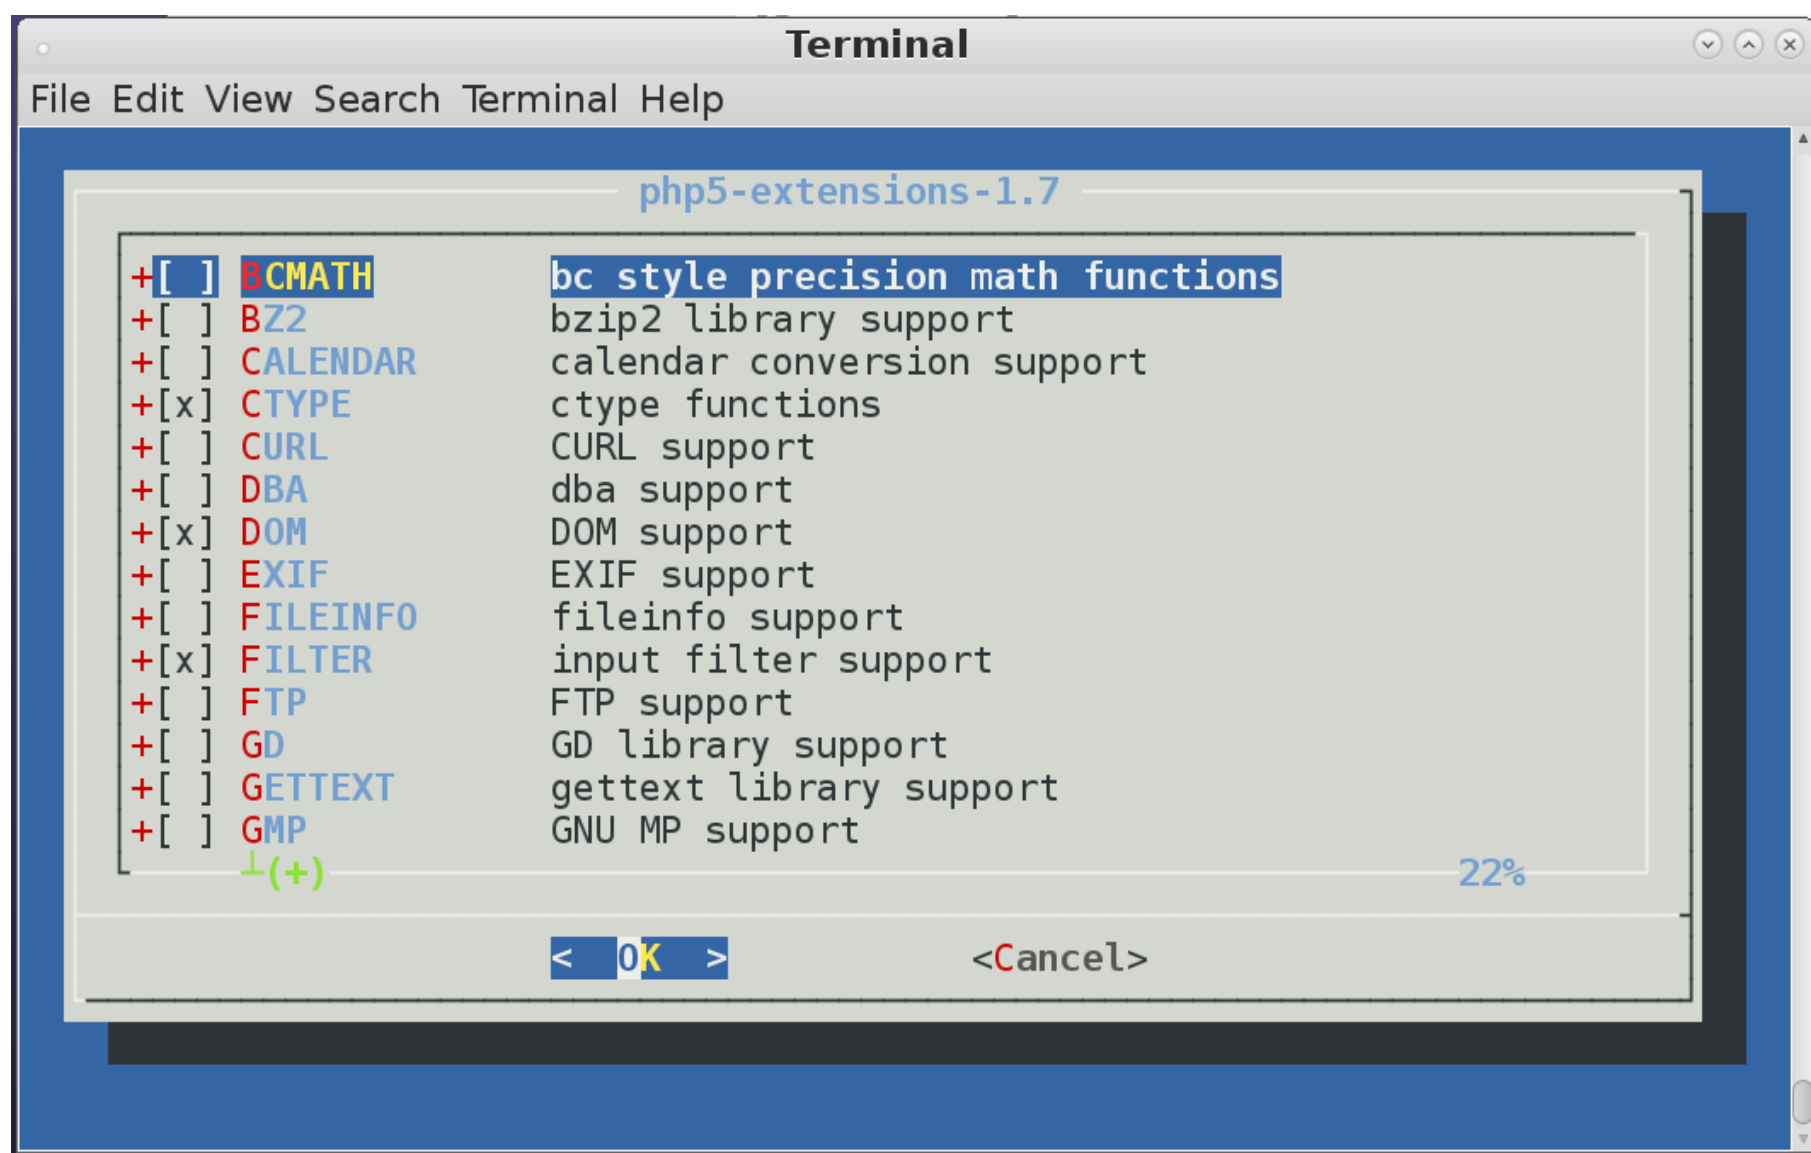 Terminal
File Edit View Search Terminal Help
php5-extensions-1.7
+[ ] BCMATH bc style precision math functions
+[ ] BZ2 bzip2 library support
+[ ] CALENDAR calendar conversion support
+[x] CTYPE ctype functions
+[ ] CURL CURL support
+[ ] DBA dba support
+[x] DOM DOM support
+[ ] EXIF EXIF support
+[ ] FILEINFO fileinfo support
+[x] FILTER input filter support
+[ ] FTP FTP support
+[ ] GD GD library support
+[ ] GETTEXT gettext library support
+[ ] GMP GNU MP support
┴(+) 22%
< OK > <Cancel>